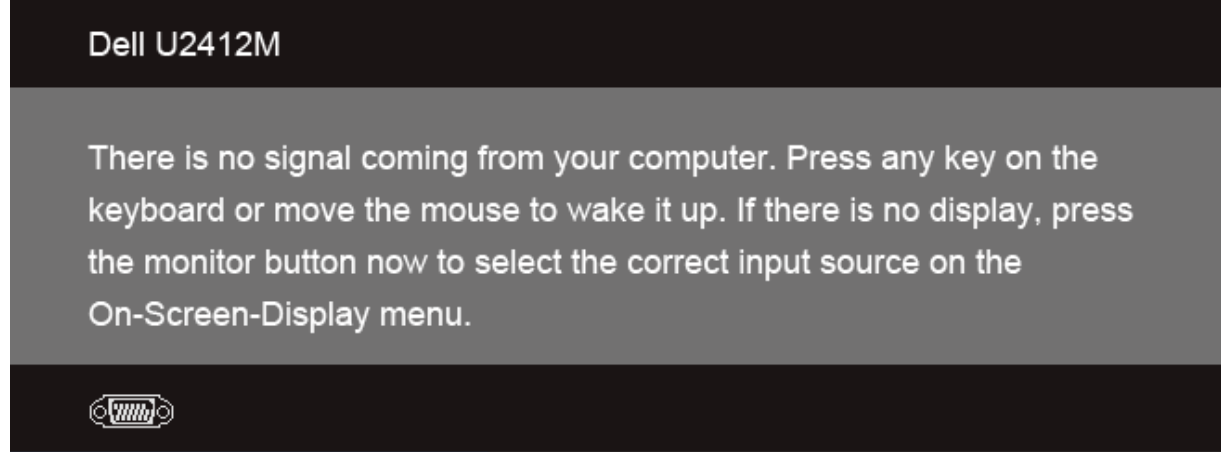 Dell U2412M
There is no signal coming from your computer. Press any key on the
keyboard or move the mouse to wake it up. If there is no display, press
the monitor button now to select the correct input source on the
On-Screen-Display menu.